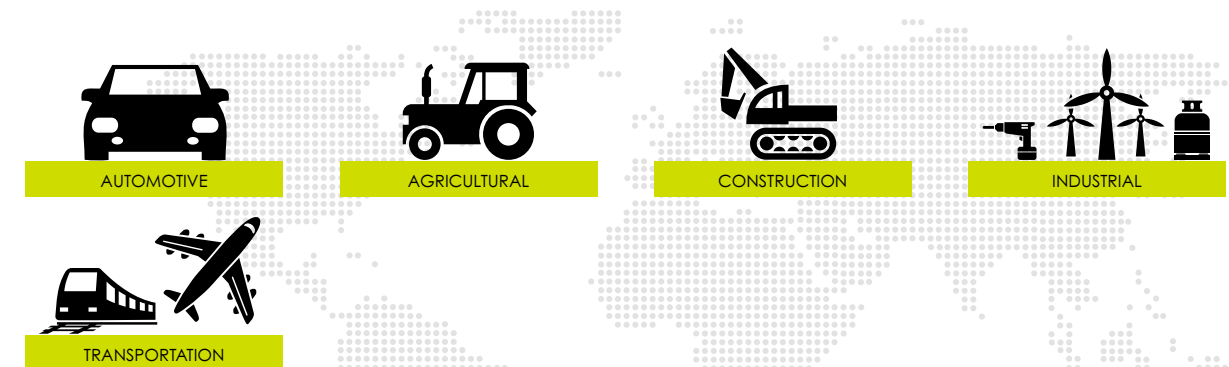 AUTOMOTIVE
AGRICULTURAL
CONSTRUCTION
INDUSTRIAL
TRANSPORTATION